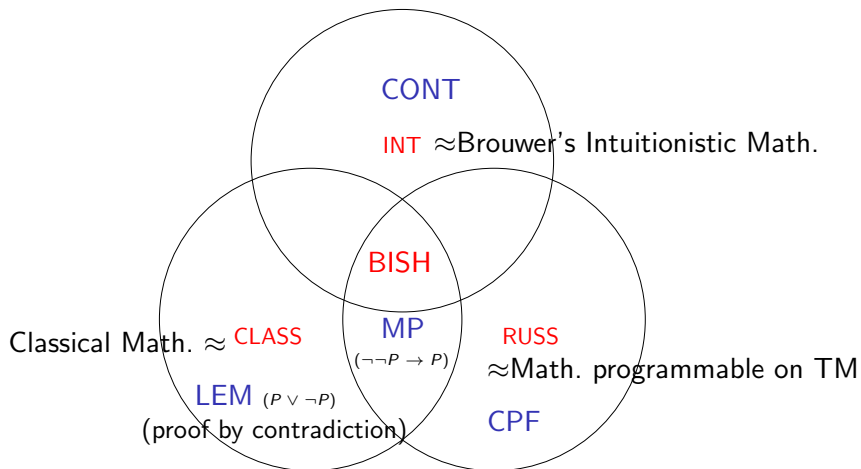 CONT
INT ≈Brouwer's Intuitionistic Math.
BISH
Classical Math. ≈ CLASS
MP
(¬¬P → P)
RUSS
≈Math. programmable on TM
LEM (P ∨ ¬P)
(proof by contradiction)
CPF